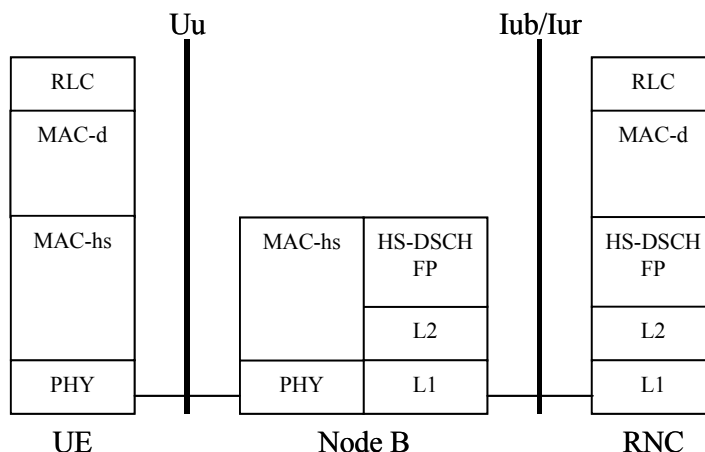 Uu
Iub/Iur
RLC
RLC
MAC-d
MAC-d
MAC-hs
MAC-hs
HS-DSCH
FP
HS-DSCH
FP
L2
L2
PHY
PHY
L1
L1
UE
Node B
RNC